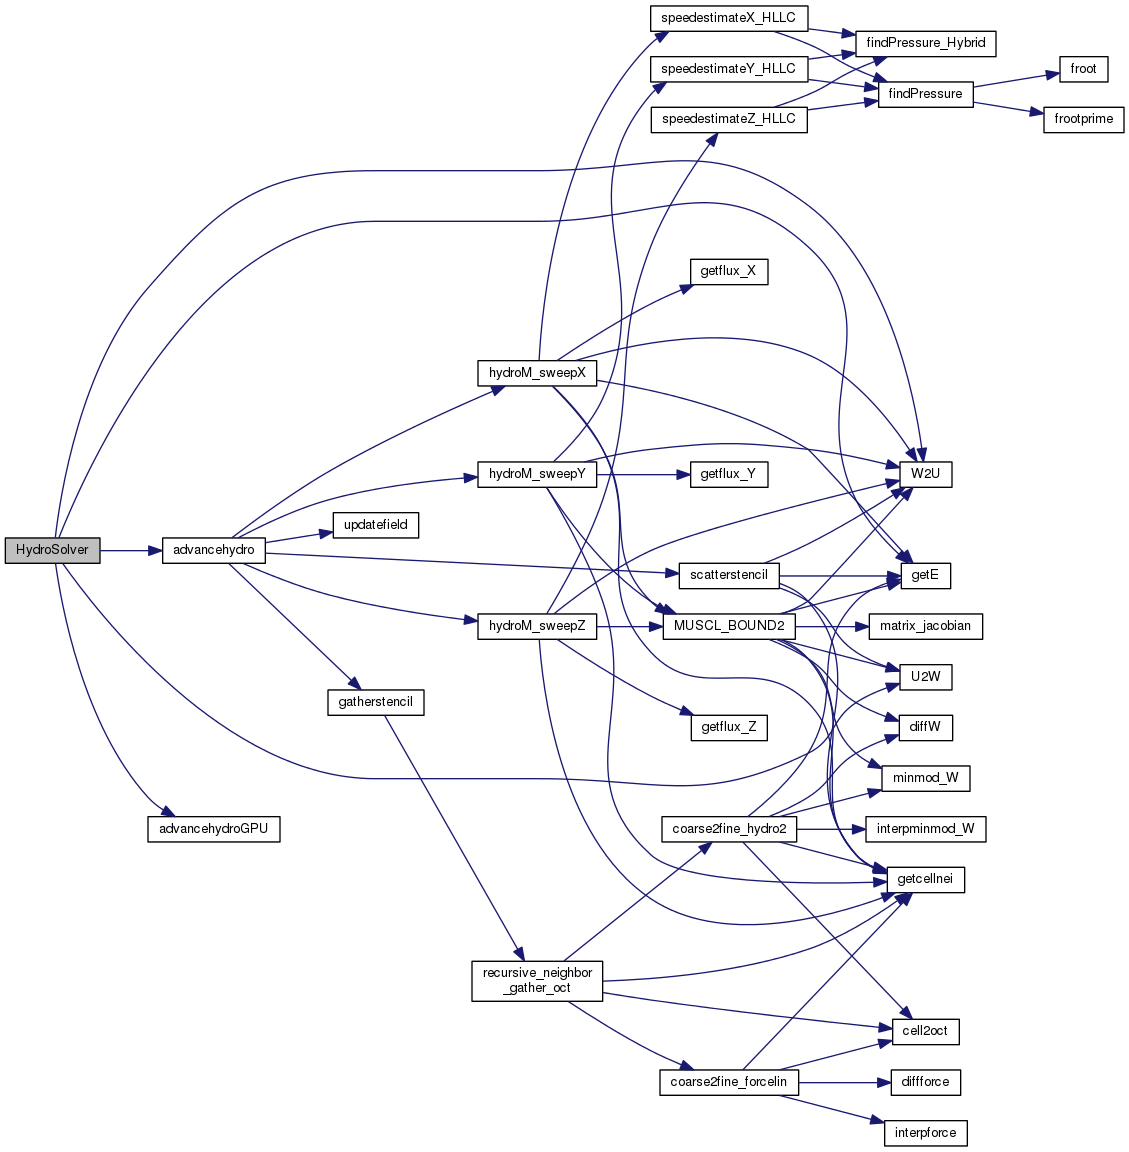 speedestimateX_HLLC
findPressure_Hybrid
speedestimateY_HLLC
froot
findPressure
speedestimateZ_HLLC
frootprime
getflux_X
hydroM_sweepX
hydroM_sweepY
getflux_Y
W2U
updatefield
HydroSolver
advancehydro
scatterstencil
getE
hydroM_sweepZ
MUSCL_BOUND2
matrix_jacobian
U2W
gatherstencil
getflux_Z
diffW
minmod_W
advancehydroGPU
coarse2fine_hydro2
interpminmod_W
getcellnei
recursive_neighbor
_gather_oct
cell2oct
coarse2fine_forcelin
diffforce
interpforce